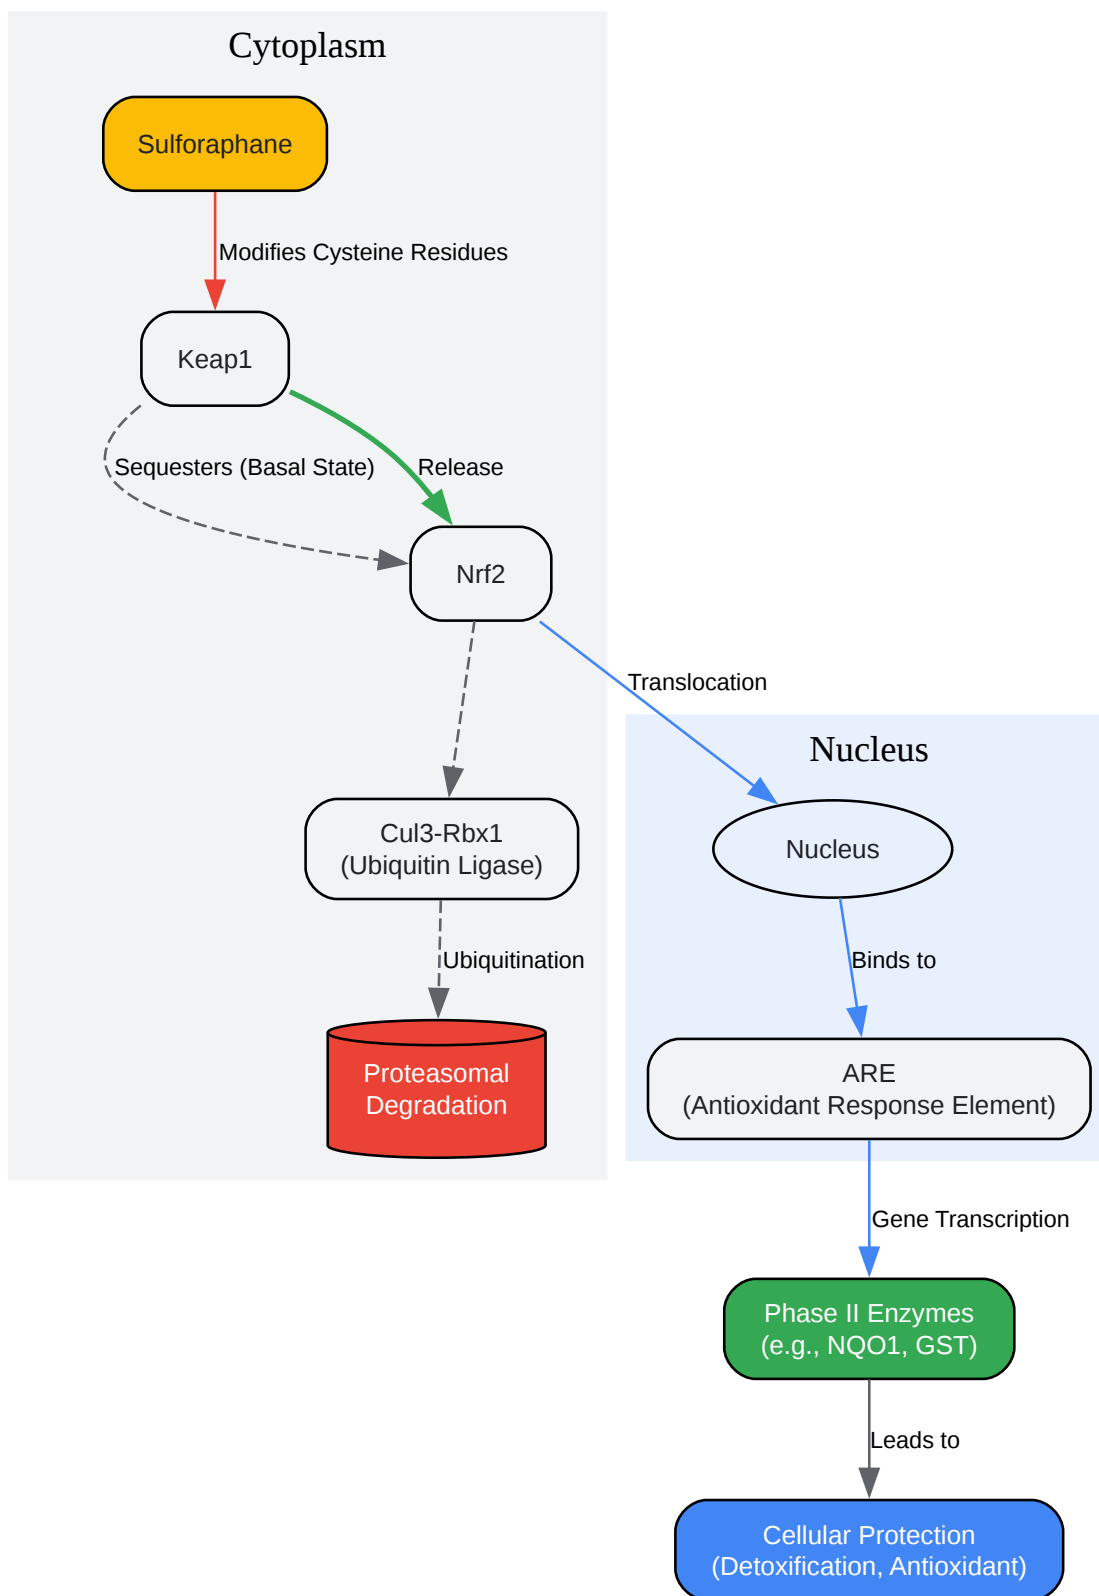 Cytoplasm
Sulforaphane
Modifies Cysteine Residues
Keap1
Sequesters (Basal State)
Release
Nrf2
Translocation
Nucleus
Cul3-Rbx1
(Ubiquitin Ligase)
Nucleus
Ubiquitination
Binds to
Proteasomal
Degradation
ARE
(Antioxidant Response Element)
Gene Transcription
Phase II Enzymes
(e.g., NQO1, GST)
Leads to
Cellular Protection
(Detoxification, Antioxidant)